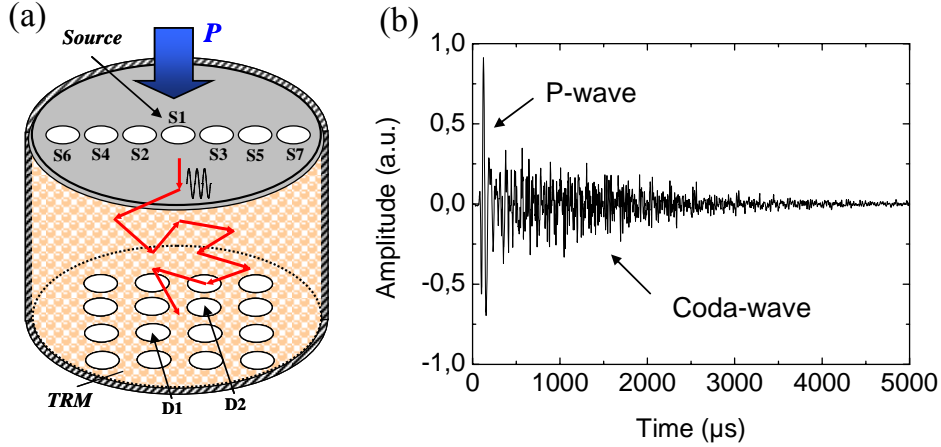 (a)
Source
P
S1
S6 S4 S2 S3 S5 S7
TRM
D1
D2
(b)
1,0
0,5
0,0
-0,5
-1,0
Amplitude (a.u.)
P-wave
Coda-wave
0 1000 2000 3000 4000 5000
Time (µs)